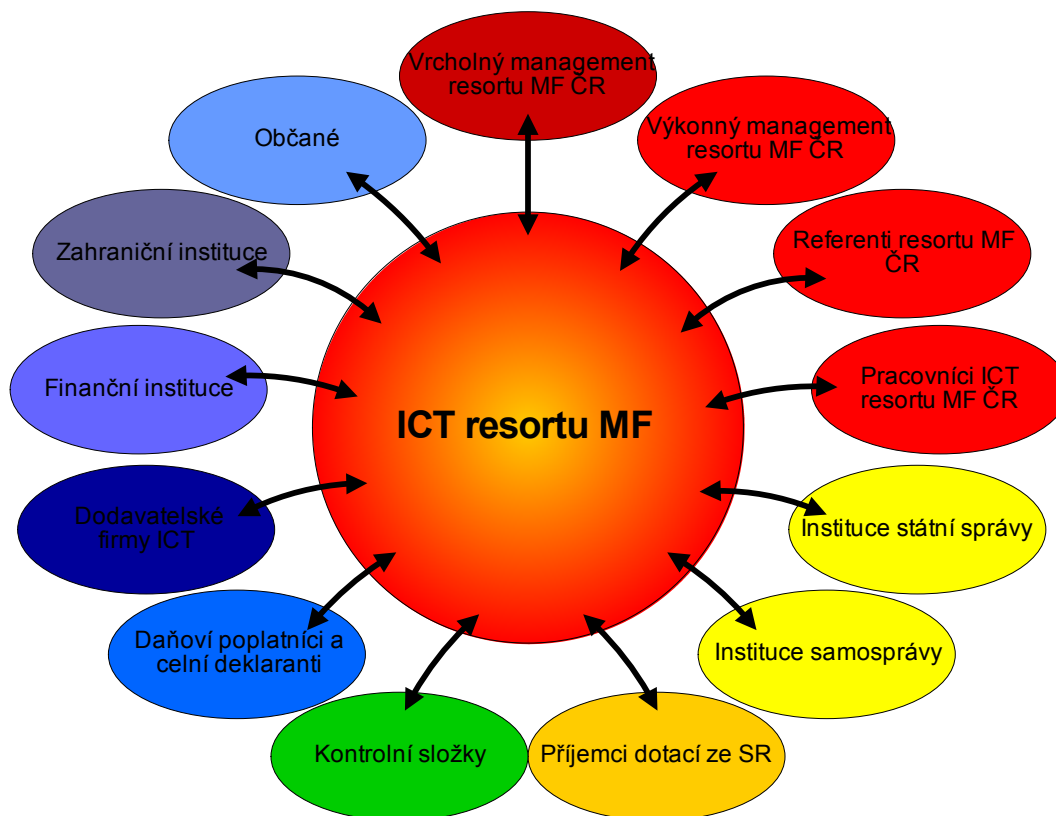 Vrcholný management
resortu MF ČR
Občané
Výkonný management
resortu MF ČR
Zahraniční instituce
Referenti resortu MF
ČR
Finanční instituce
Pracovníci ICT
resortu MF ČR
ICT resortu MF
Dodavatelské
firmy ICT
Instituce státní správy
Daňoví poplatníci a
celní deklaranti
Instituce samosprávy
Kontrolní složky
Příjemci dotací ze SR